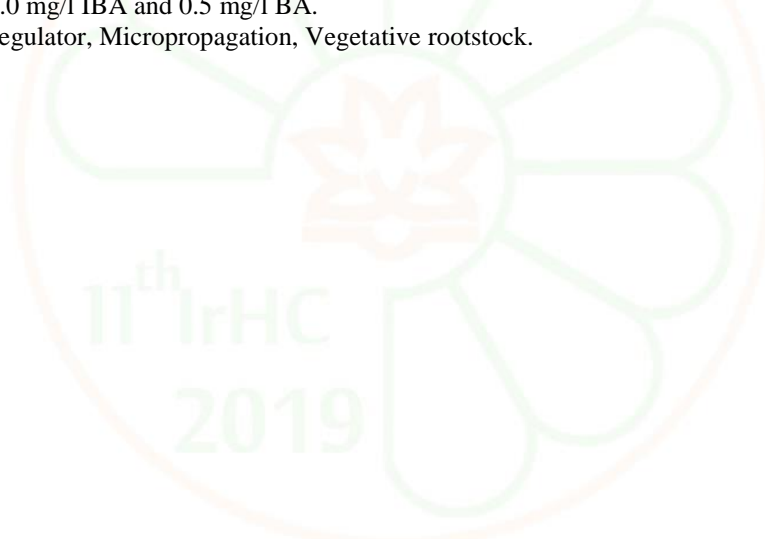 .0 mg/l IBA and 0.5 mg/l BA.
egulator, Micropropagation, Vegetative rootstock.
11th IrHC
2019